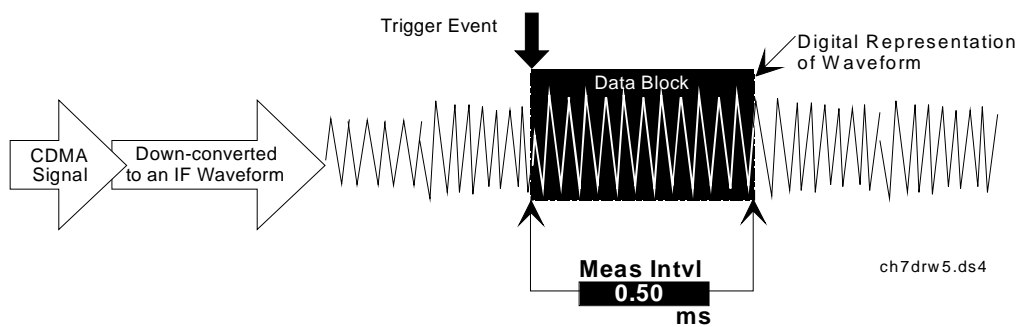 Trigger Event
Digital Representation
of Waveform
Data Block
CDMA
Signal
Down-converted
to an IF Waveform
Meas Intvl
0.50
ms
ch7drw5.ds4